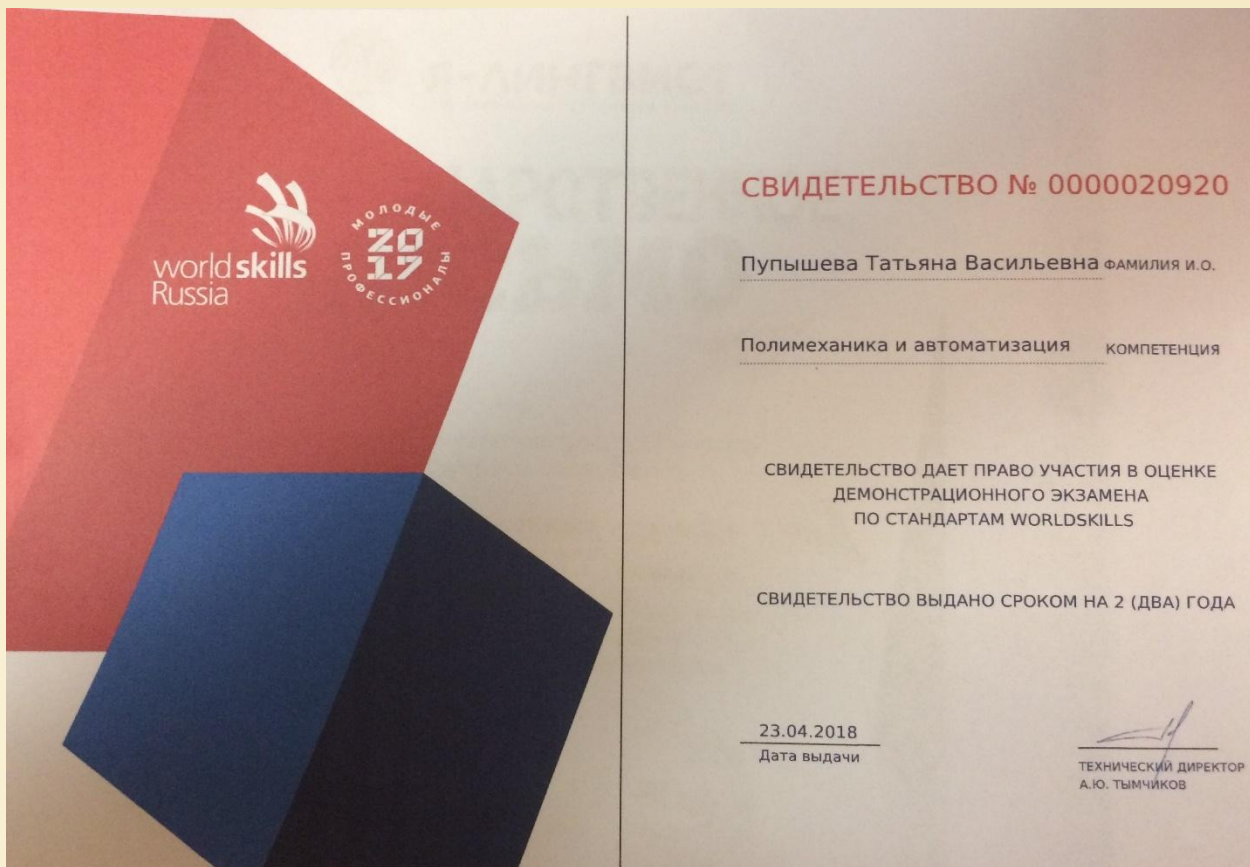 world skills
Russia
МОЛОДЫЕ
2017
ПРОФЕССИОНАЛЫ
СВИДЕТЕЛЬСТВО № 0000020920
Пупышева Татьяна Васильевна ФАМИЛИЯ И.О.
Полимеханика и автоматизация КОМПЕТЕНЦИЯ
СВИДЕТЕЛЬСТВО ДАЕТ ПРАВО УЧАСТИЯ В ОЦЕНКЕ
ДЕМОНСТРАЦИОННОГО ЭКЗАМЕНА
ПО СТАНДАРТАМ WORLDSKILLS
СВИДЕТЕЛЬСТВО ВЫДАНО СРОКОМ НА 2 (ДВА) ГОДА
23.04.2018
Дата выдачи
ТЕХНИЧЕСКИЙ ДИРЕКТОР
А.Ю. ТЫМЧИКОВ